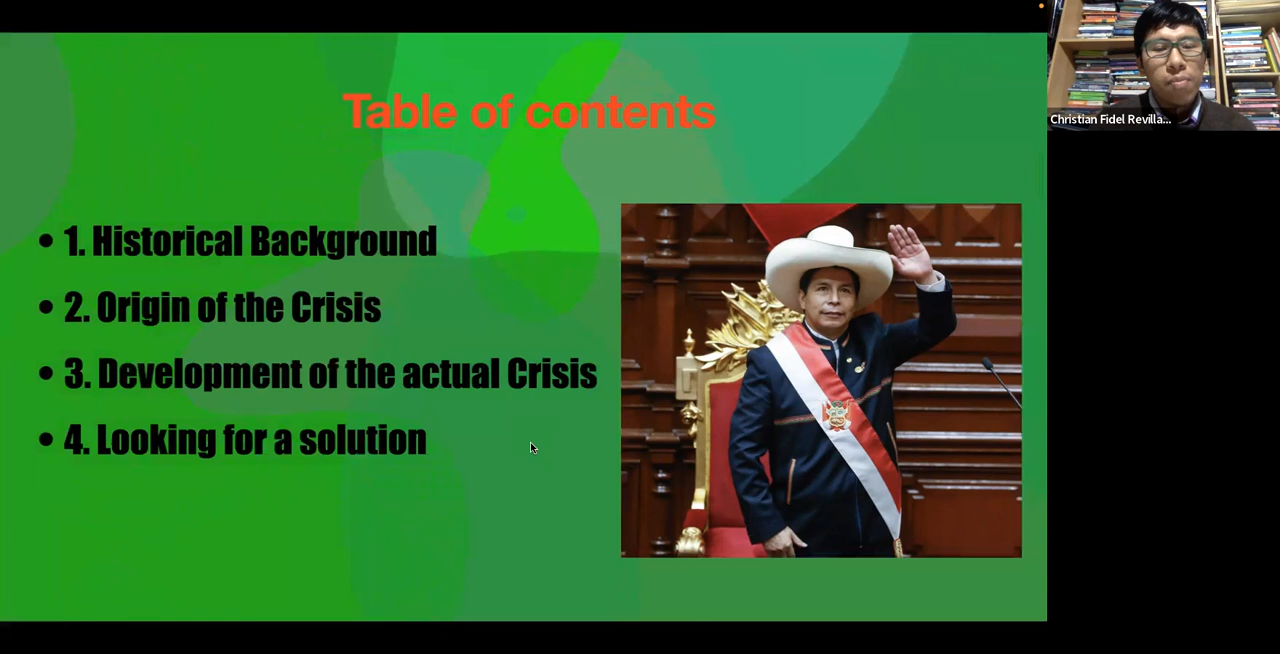 Table of contents
• 1. Historical Background
• 2. Origin of the Crisis
• 3. Development of the actual Crisis
• 4. Looking for a solution
Christian Fidel Revilla...